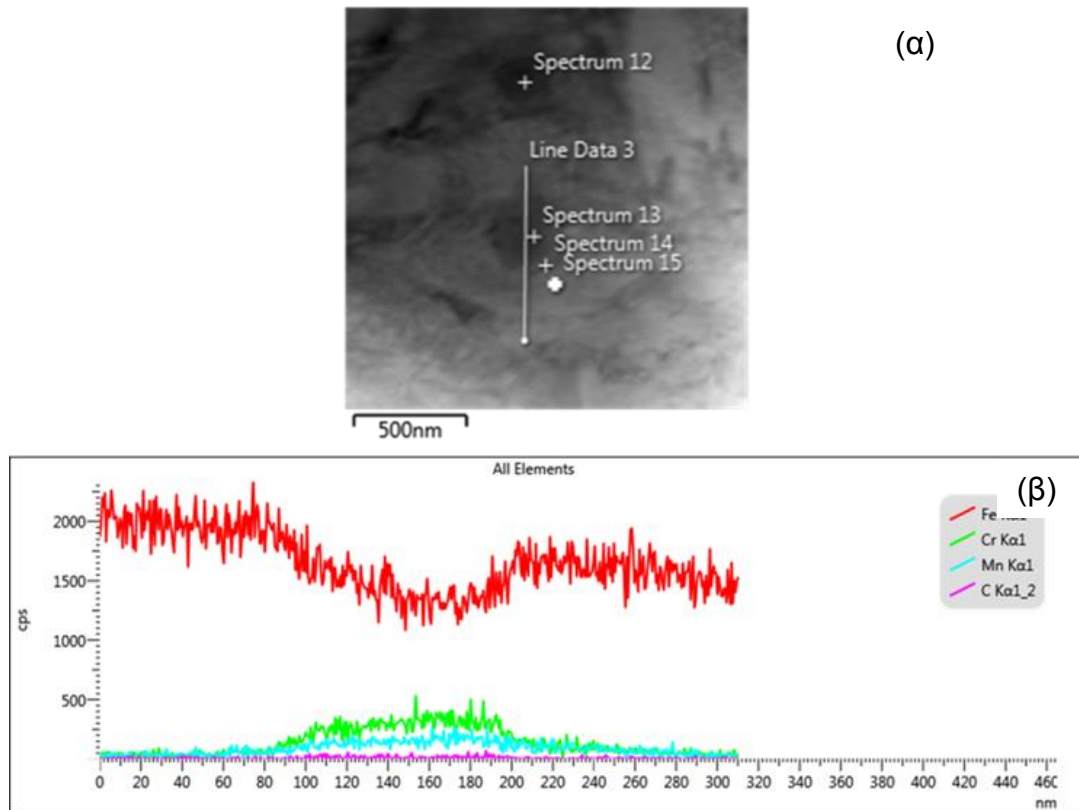 (α)
Spectrum 12
Line Data 3
Spectrum 13
Spectrum 14
Spectrum 15
500nm
All Elements
(β)
Fe Kα1
Cr Kα1
Mn Kα1
C Kα1_2
cps
2000
1500
1000
500
0 20 40 60 80 100 120 140 160 180 200 220 240 260 280 300 320 340 360 380 400 420 440
nm